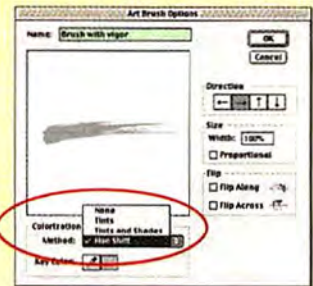 Art Brush Options
Name: Brush with vigor
OK
Cancel
Direction
Size
Width: 100%
Proportional
Flip
Flip Along
Flip Across
Colorization
None
Tints
Tints and Shades
Method: Hue Shift
Key Color: